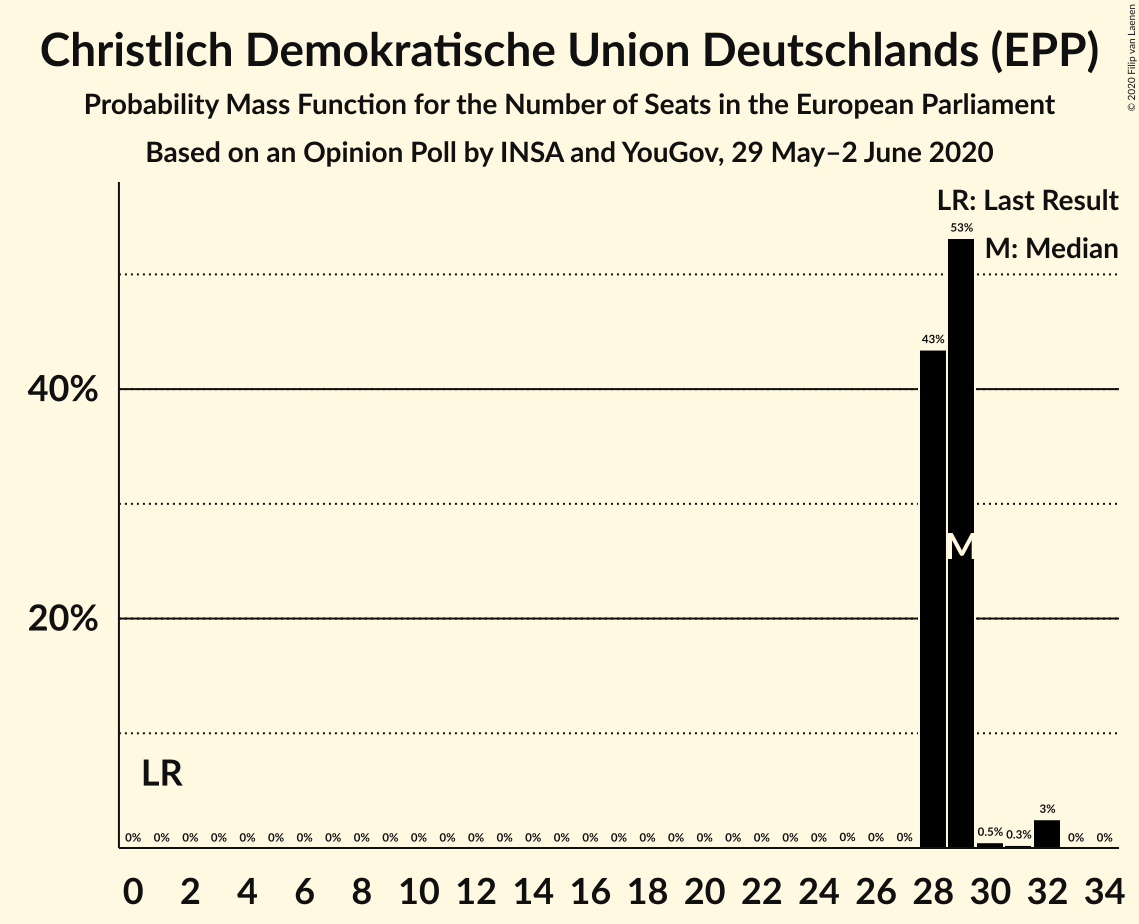 Christlich Demokratische Union Deutschlands (EPP)
Probability Mass Function for the Number of Seats in the European Parliament
Based on an Opinion Poll by INSA and YouGov, 29 May–2 June 2020
© 2020 Filip van Laenen
LR: Last Result
M: Median
53%
43%
40%
M
20%
LR
0% 0% 0% 0% 0% 0% 0% 0% 0% 0% 0% 0% 0% 0% 0% 0% 0% 0% 0% 0% 0% 0% 0% 0% 0% 0% 0% 0% 0.5% 0.3% 3% 0% 0%
0 2 4 6 8 10 12 14 16 18 20 22 24 26 28 30 32 34